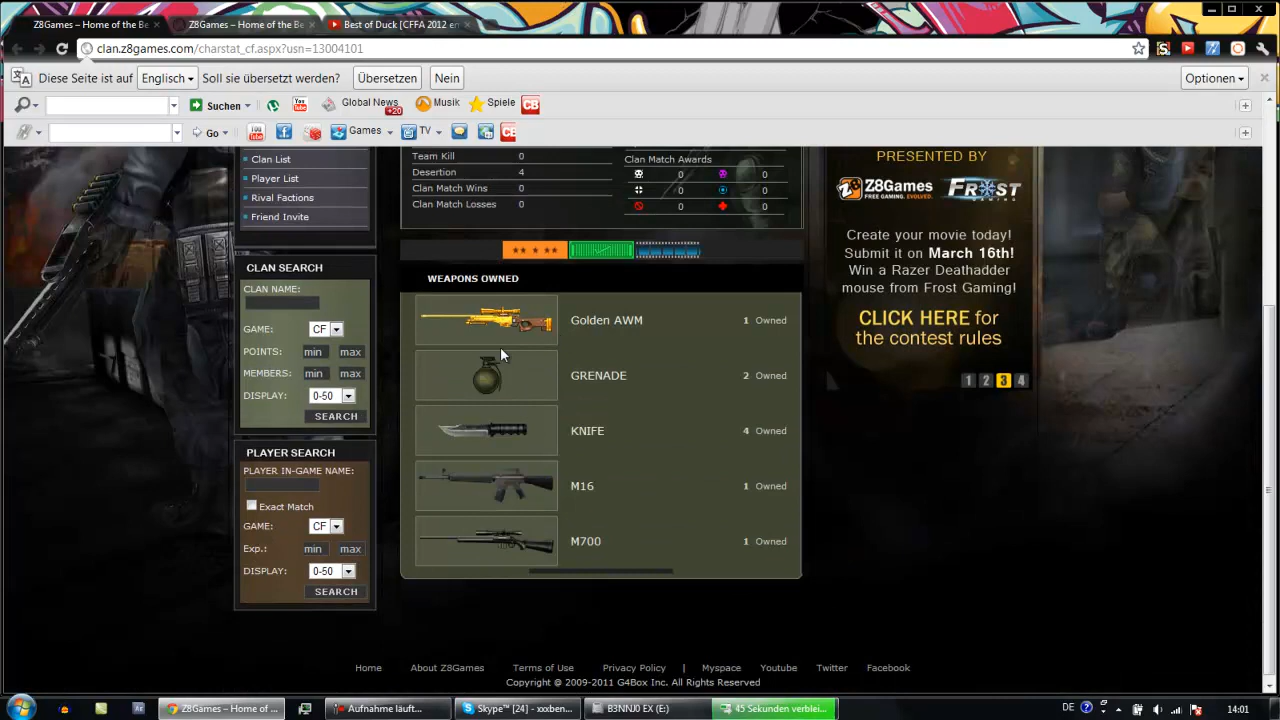 Z8Games – Home of the Be
Z8Games – Home of the Be
Best of Duck [CFFA 2012 en
clan.z8games.com/charstat_cf.aspx?usn=13004101
Diese Seite ist auf Englisch Soll sie übersetzt werden? Übersetzen Nein Optionen
Suchen You Tube Global News +20 Musik Spiele CB
Go You Tube Games TV CB
Clan List
Player List
Rival Factions
Friend Invite
Team Kill 0
Desertion 4
Clan Match Wins 0
Clan Match Losses 0
Clan Match Awards
0 0
0 0
0 0
PRESENTED BY
Z8Games FREE GAMING. EVOLVED. FROST GAMING
Create your movie today!
Submit it on March 16th!
Win a Razer Deathadder
mouse from Frost Gaming!
CLICK HERE for
the contest rules
1 2 3 4
CLAN SEARCH
CLAN NAME:
GAME: CF
POINTS: min max
MEMBERS: min max
DISPLAY: 0-50
SEARCH
PLAYER SEARCH
PLAYER IN-GAME NAME:
Exact Match
GAME: CF
Exp.: min max
DISPLAY: 0-50
SEARCH
WEAPONS OWNED
Golden AWM 1 Owned
GRENADE 2 Owned
KNIFE 4 Owned
M16 1 Owned
M700 1 Owned
Home About Z8Games Terms of Use Privacy Policy | Myspace Youtube Twitter Facebook
Copyright © 2009-2011 G4Box Inc. All Rights Reserved
Z8Games – Home of ... Aufnahme läuft... Skype™ [24] - xxxben... B3NNJ0 EX (E:) 45 Sekunden verblei... DE 14:01